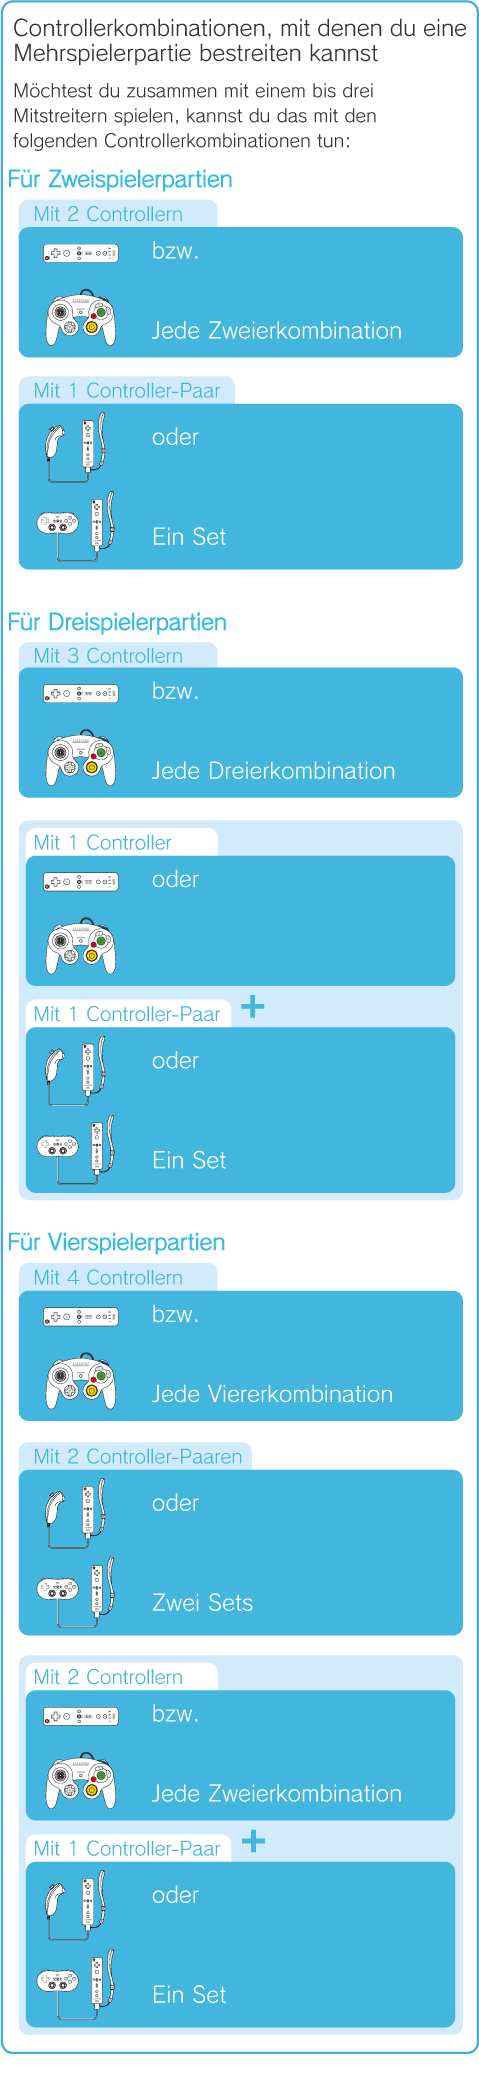 Controllerkombinationen, mit denen du eine
Mehrspielerpartie bestreiten kannst
Möchtest du zusammen mit einem bis drei
Mitstreitern spielen, kannst du das mit den
folgenden Controllerkombinationen tun:
Für Zweispielerpartien
Mit 2 Controllern
bzw.
Jede Zweierkombination
Mit 1 Controller-Paar
oder
Ein Set
Für Dreispielerpartien
Mit 3 Controllern
bzw.
Jede Dreierkombination
Mit 1 Controller
oder
Mit 1 Controller-Paar +
oder
Ein Set
Für Vierspielerpartien
Mit 4 Controllern
bzw.
Jede Viererkombination
Mit 2 Controller-Paaren
oder
Zwei Sets
Mit 2 Controllern
bzw.
Jede Zweierkombination
Mit 1 Controller-Paar +
oder
Ein Set